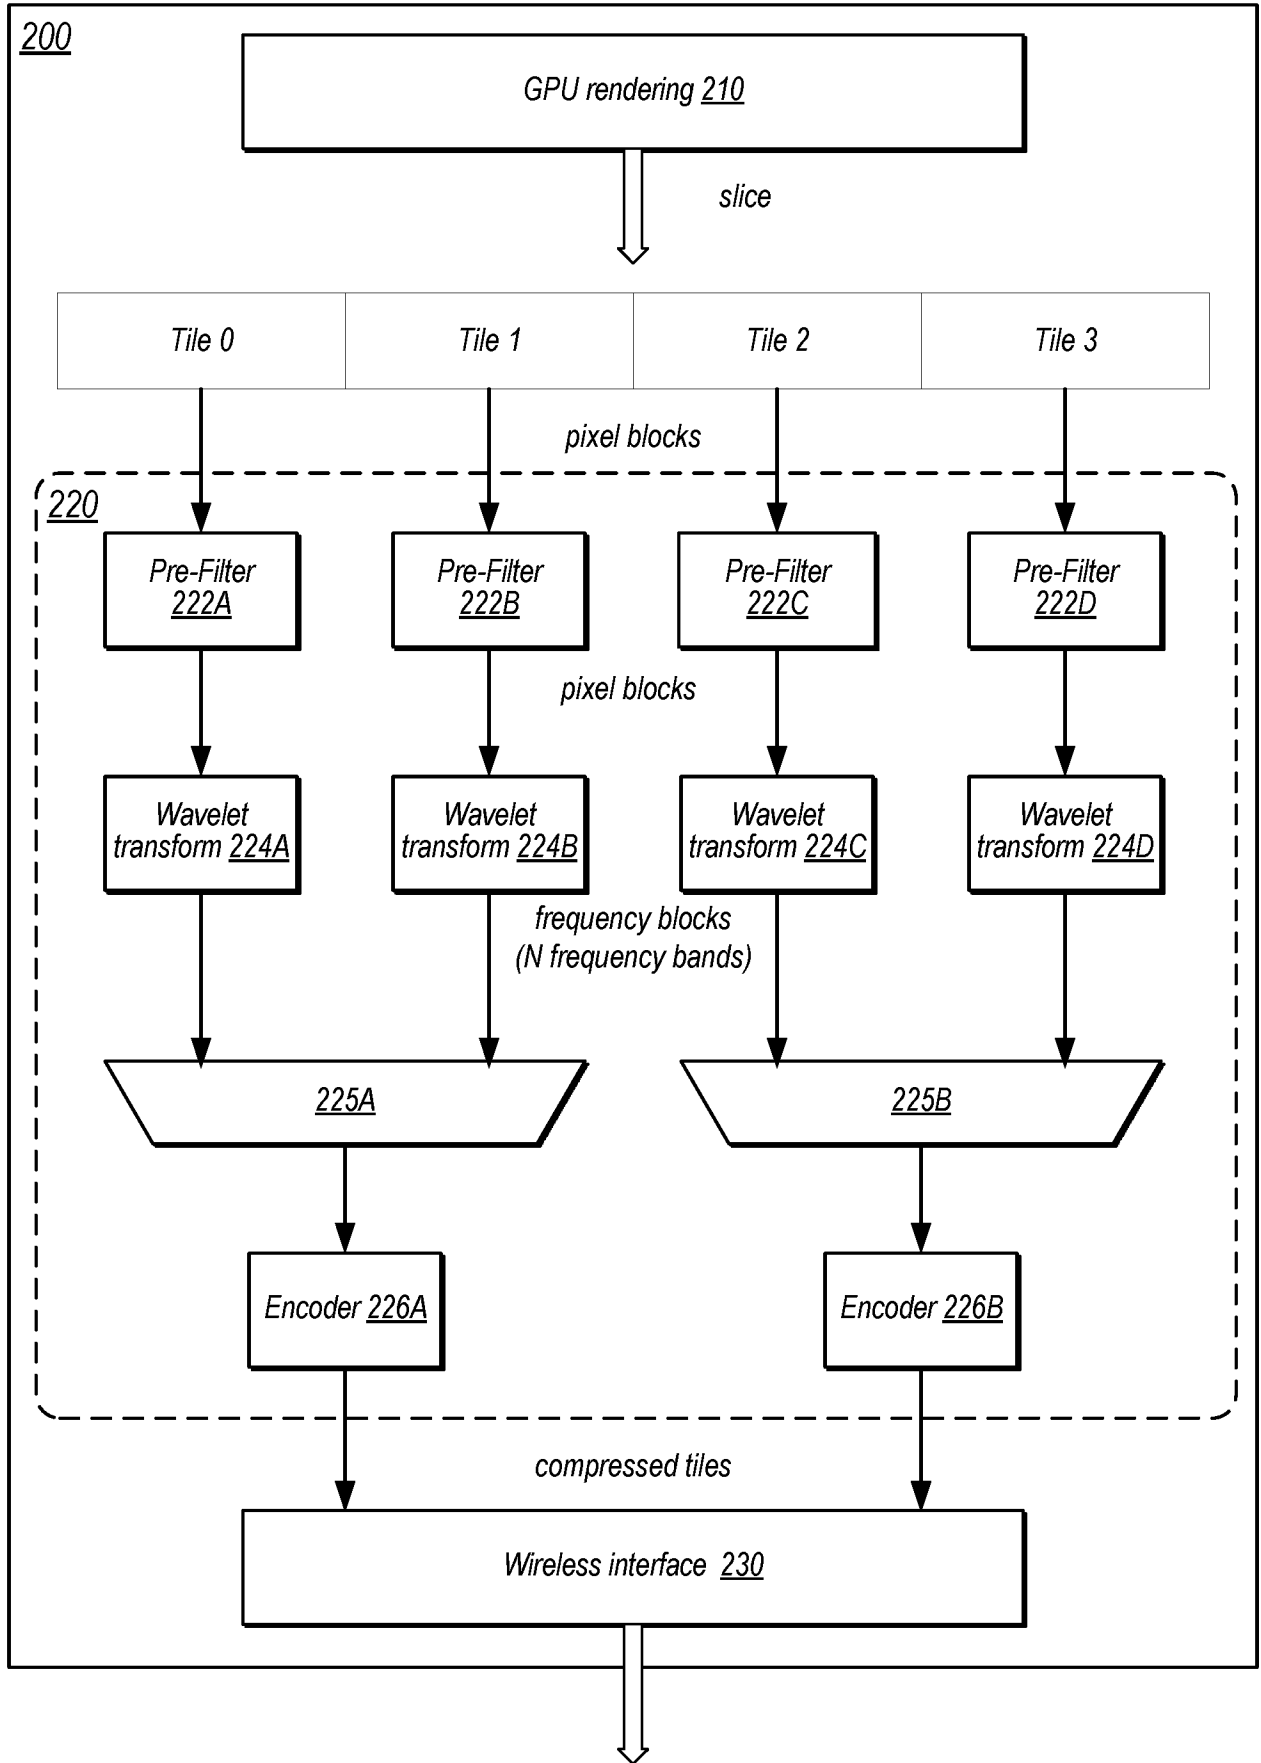 200
GPU rendering 210
slice
Tile 0
Tile 1
Tile 2
Tile 3
pixel blocks
220
Pre-Filter
222A
Pre-Filter
222B
Pre-Filter
222C
Pre-Filter
222D
pixel blocks
Wavelet
transform 224A
Wavelet
transform 224B
Wavelet
transform 224C
Wavelet
transform 224D
frequency blocks
(N frequency bands)
225A
225B
Encoder 226A
Encoder 226B
compressed tiles
Wireless interface 230